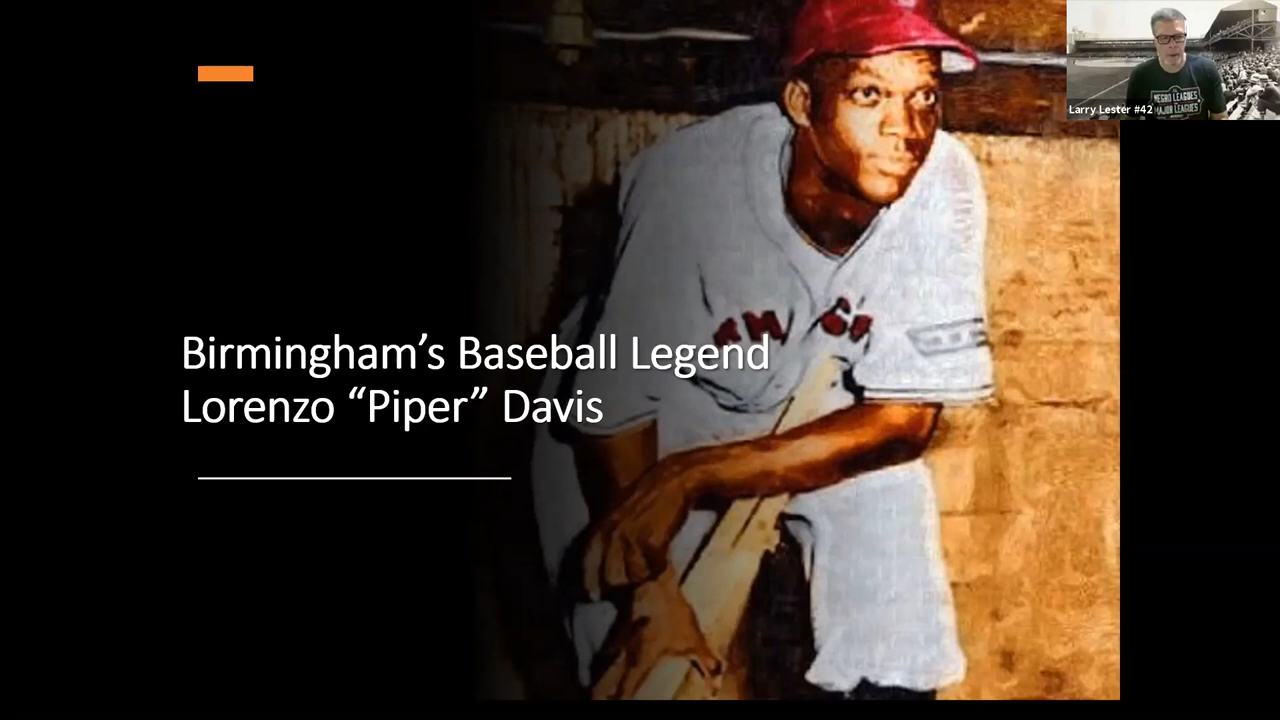 Birmingham’s Baseball Legend
Lorenzo “Piper” Davis
Larry Lester #42
NEGRO LEAGUES
MAJOR LEAGUES